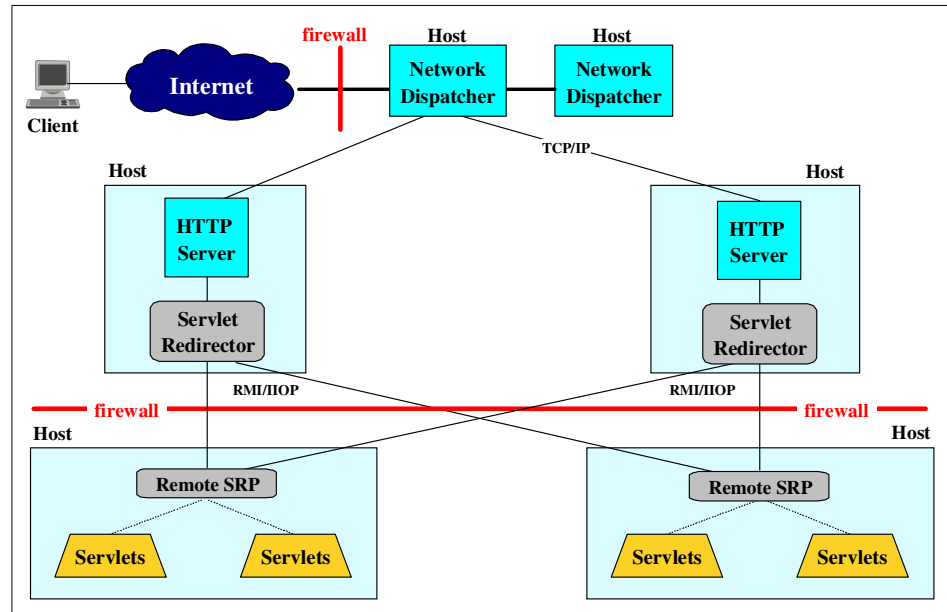 firewall
Host
Host
Internet
Network
Dispatcher
Network
Dispatcher
Client
TCP/IP
Host
Host
HTTP
Server
HTTP
Server
Servlet
Redirector
Servlet
Redirector
RMI/IIOP
RMI/IIOP
firewall
firewall
Host
Host
Remote SRP
Remote SRP
Servlets
Servlets
Servlets
Servlets